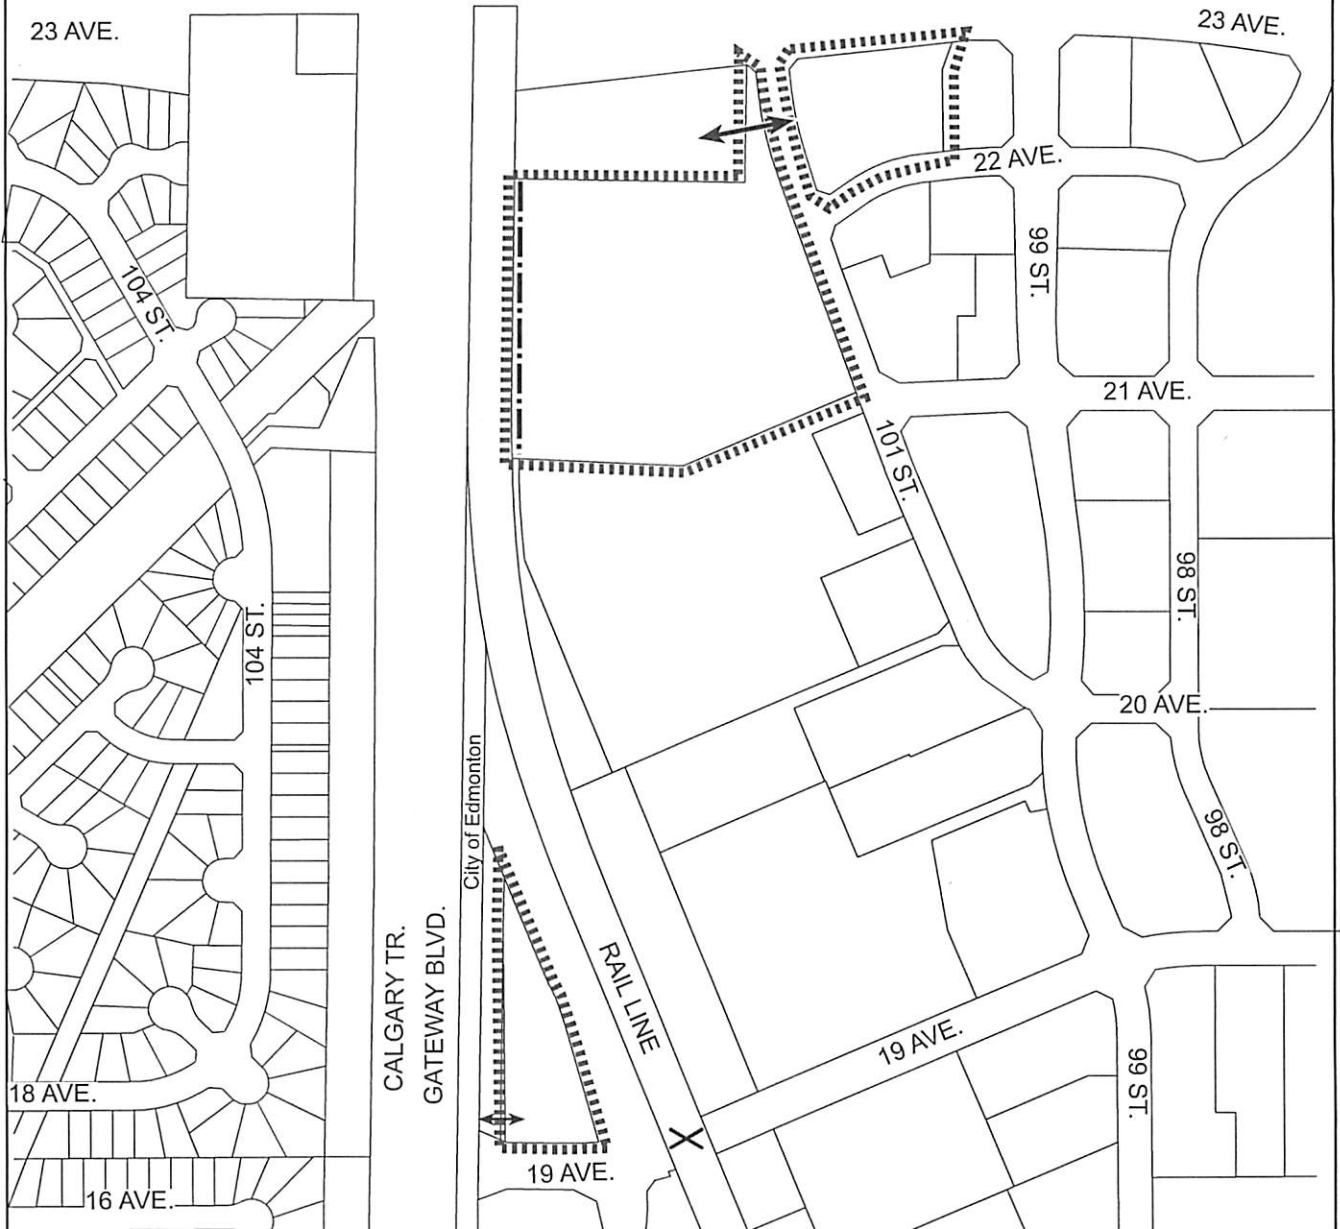 23 AVE.
23 AVE.
22 AVE.
99 ST.
104 ST.
21 AVE.
101 ST.
98 ST.
104 ST.
20 AVE.
City of Edmonton
98 ST.
CALGARY TR.
GATEWAY BLVD.
RAIL LINE
19 AVE.
99 ST.
18 AVE.
19 AVE.
16 AVE.